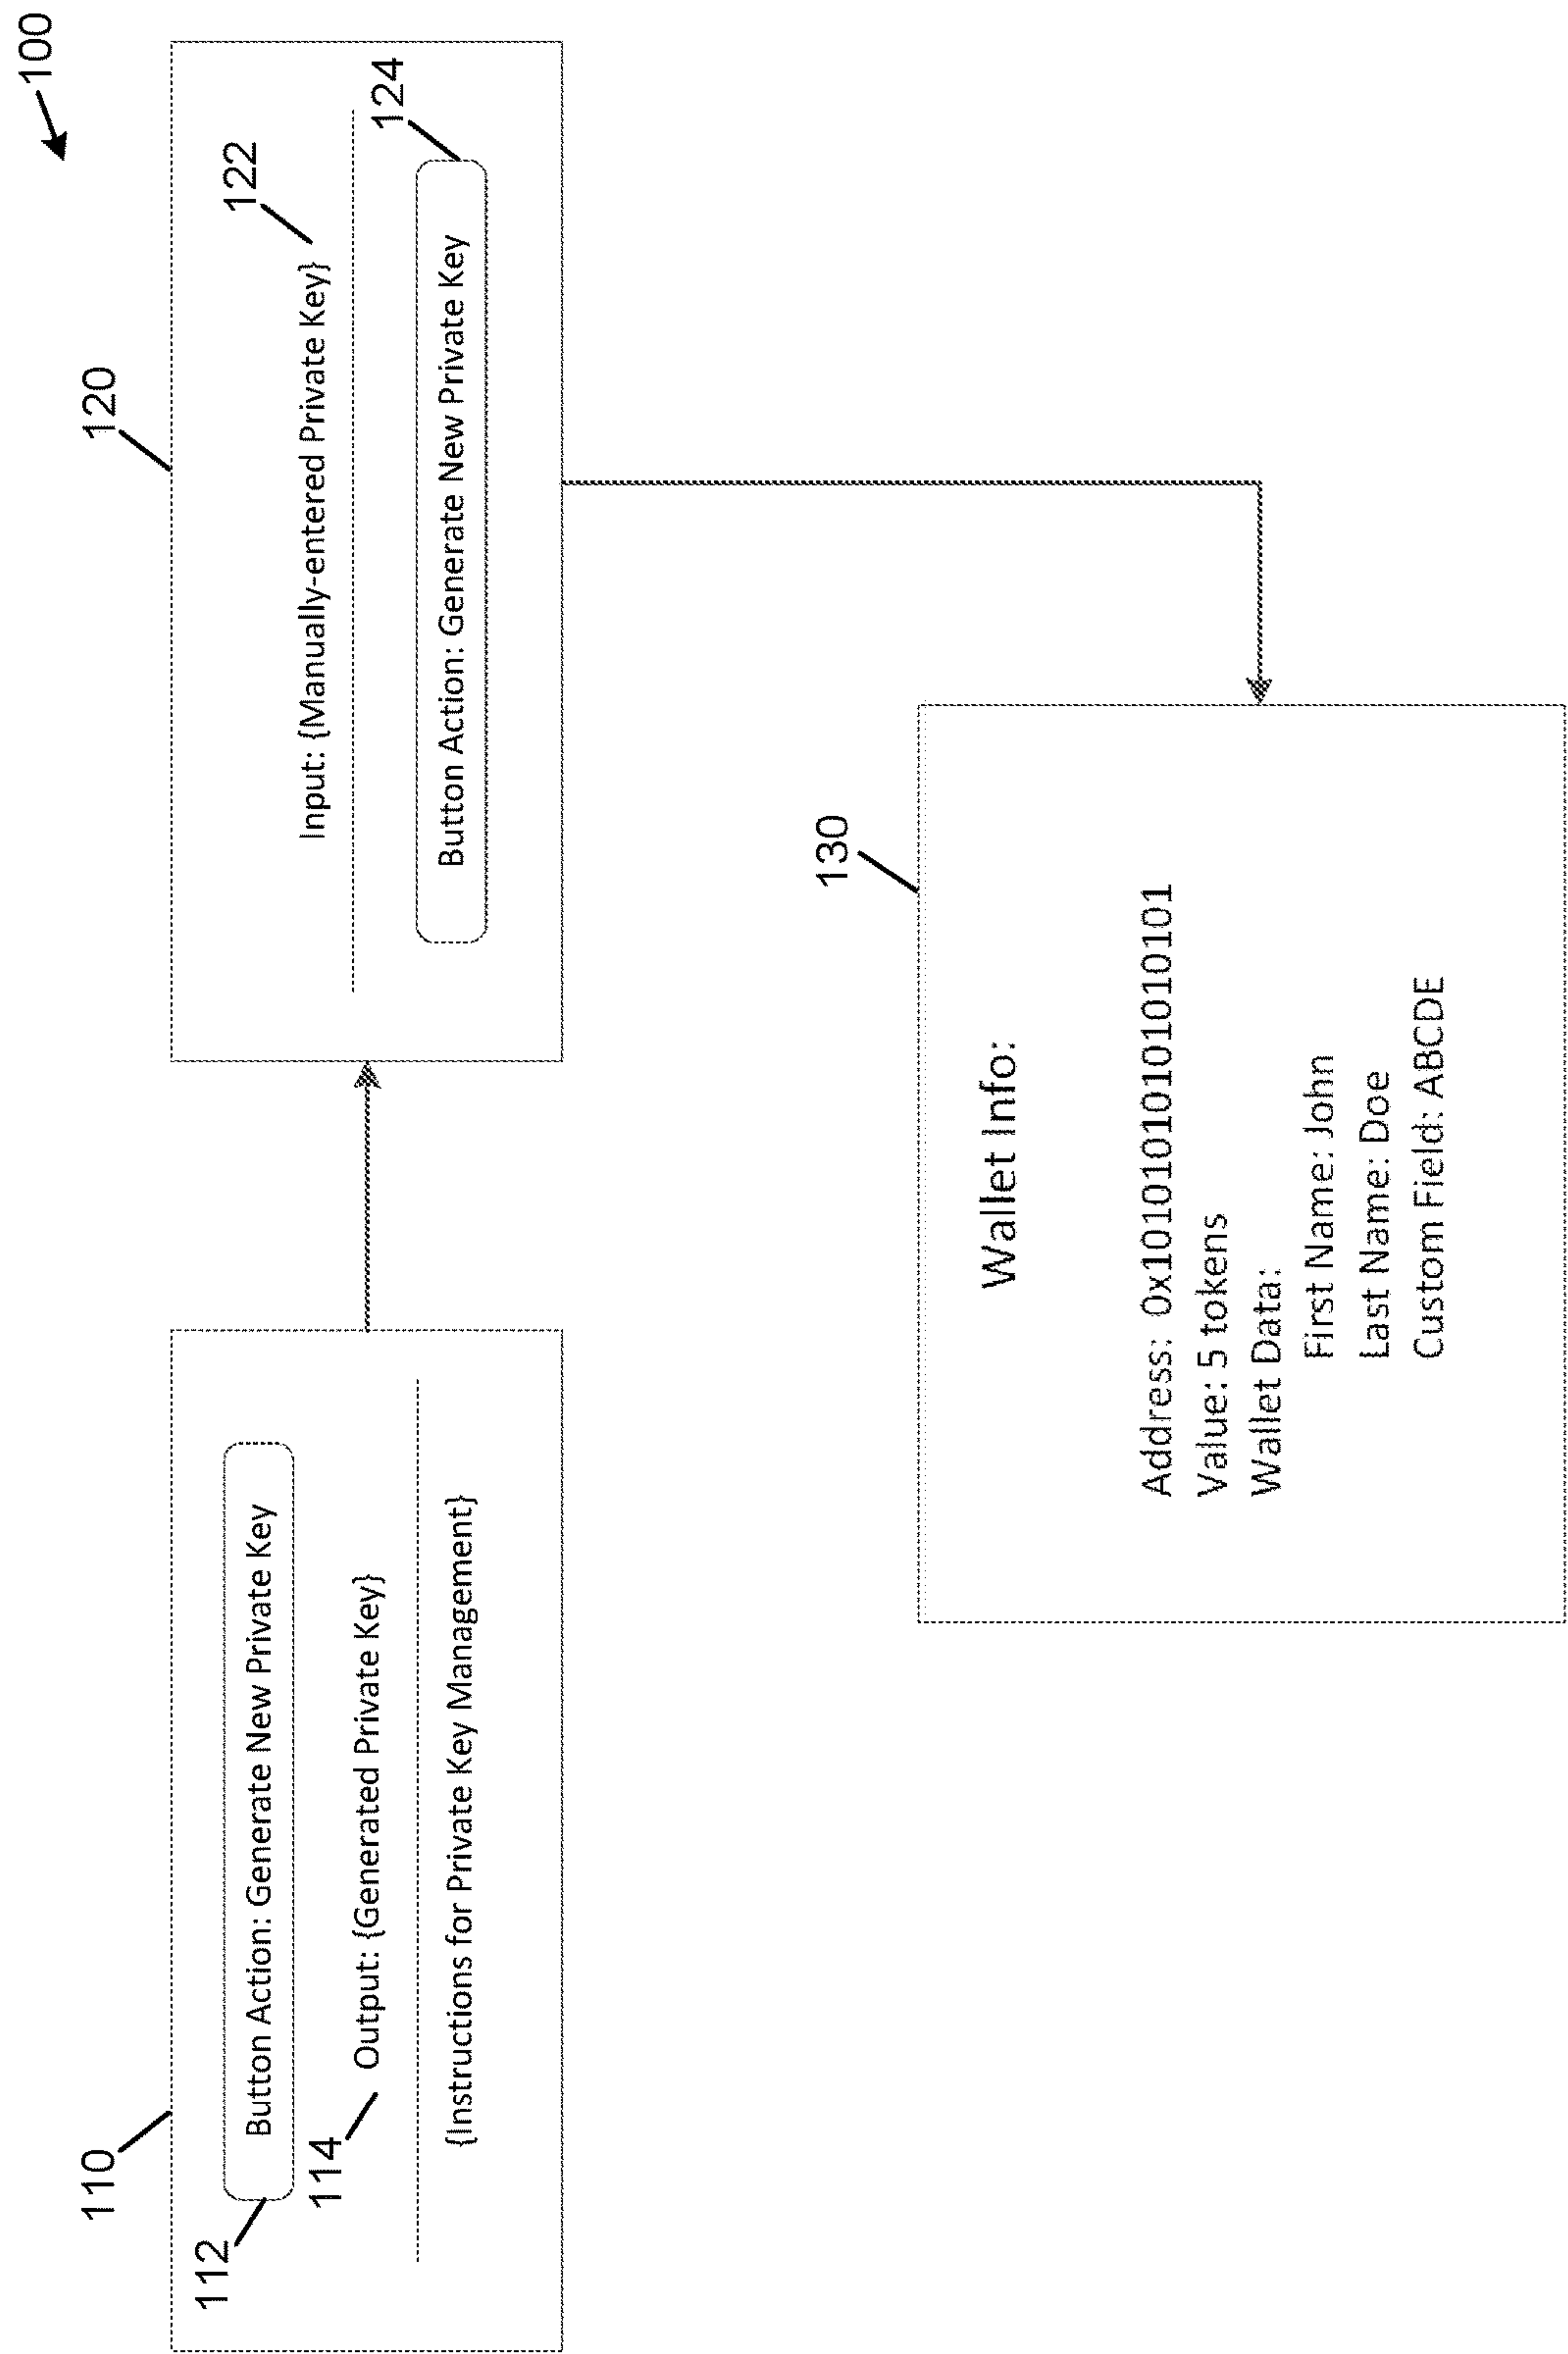 100
110
120
112
Button Action: Generate New Private Key
114
Output: {Generated Private Key}
{Instructions for Private Key Management}
122
Input: {Manually-entered Private Key}
124
Button Action: Generate New Private Key
130
Wallet Info:
Address: 0x10101010101010101
Value: 5 tokens
Wallet Data:
First Name: John
Last Name: Doe
Custom Field: ABCDE